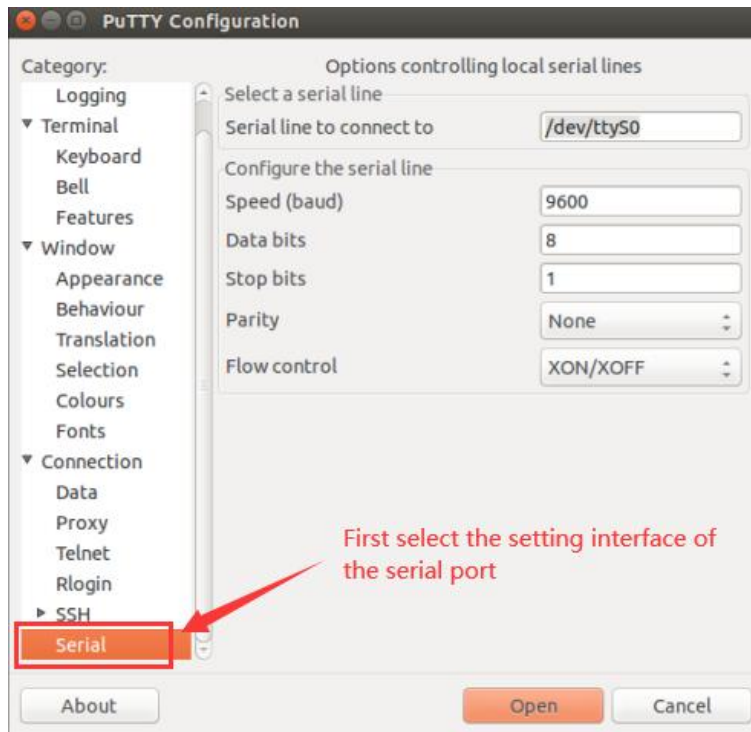 PuTTY Configuration
Category:
Options controlling local serial lines
Logging
Terminal
Keyboard
Bell
Features
Window
Appearance
Behaviour
Translation
Selection
Colours
Fonts
Connection
Data
Proxy
Telnet
Rlogin
SSH
Serial
Select a serial line
Serial line to connect to /dev/ttyS0
Configure the serial line
Speed (baud) 9600
Data bits 8
Stop bits 1
Parity None
Flow control XON/XOFF
First select the setting interface of
the serial port
About Open Cancel